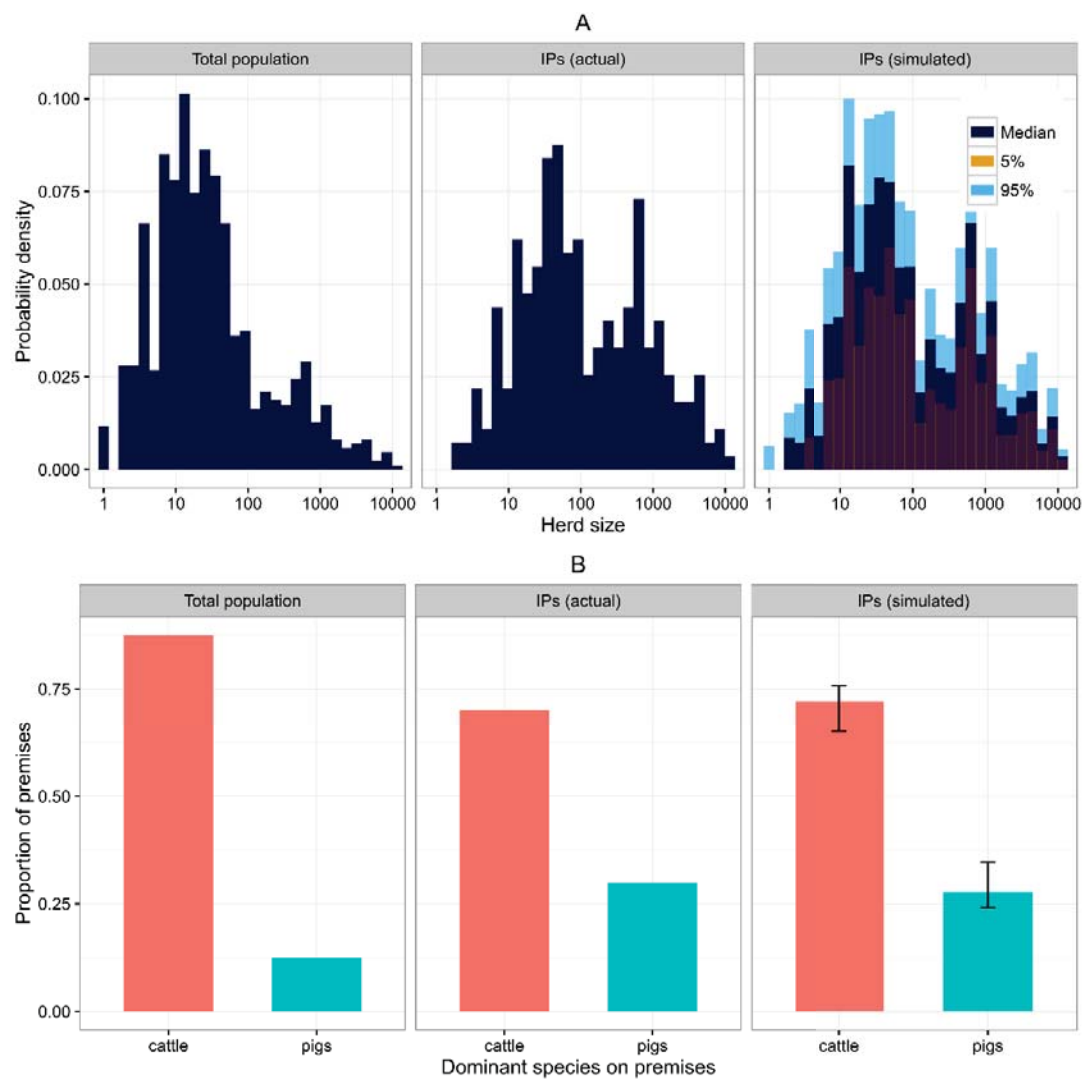 A
Total population IPs (actual) IPs (simulated)
Probability density
0.100
0.075
0.050
0.025
0.000
Median
5%
95%
1 10 100 1000 10000 1 10 100 1000 10000 1 10 100 1000 10000
Herd size
B
Total population IPs (actual) IPs (simulated)
Proportion of premises
0.75
0.50
0.25
0.00
cattle pigs cattle pigs cattle pigs
Dominant species on premises